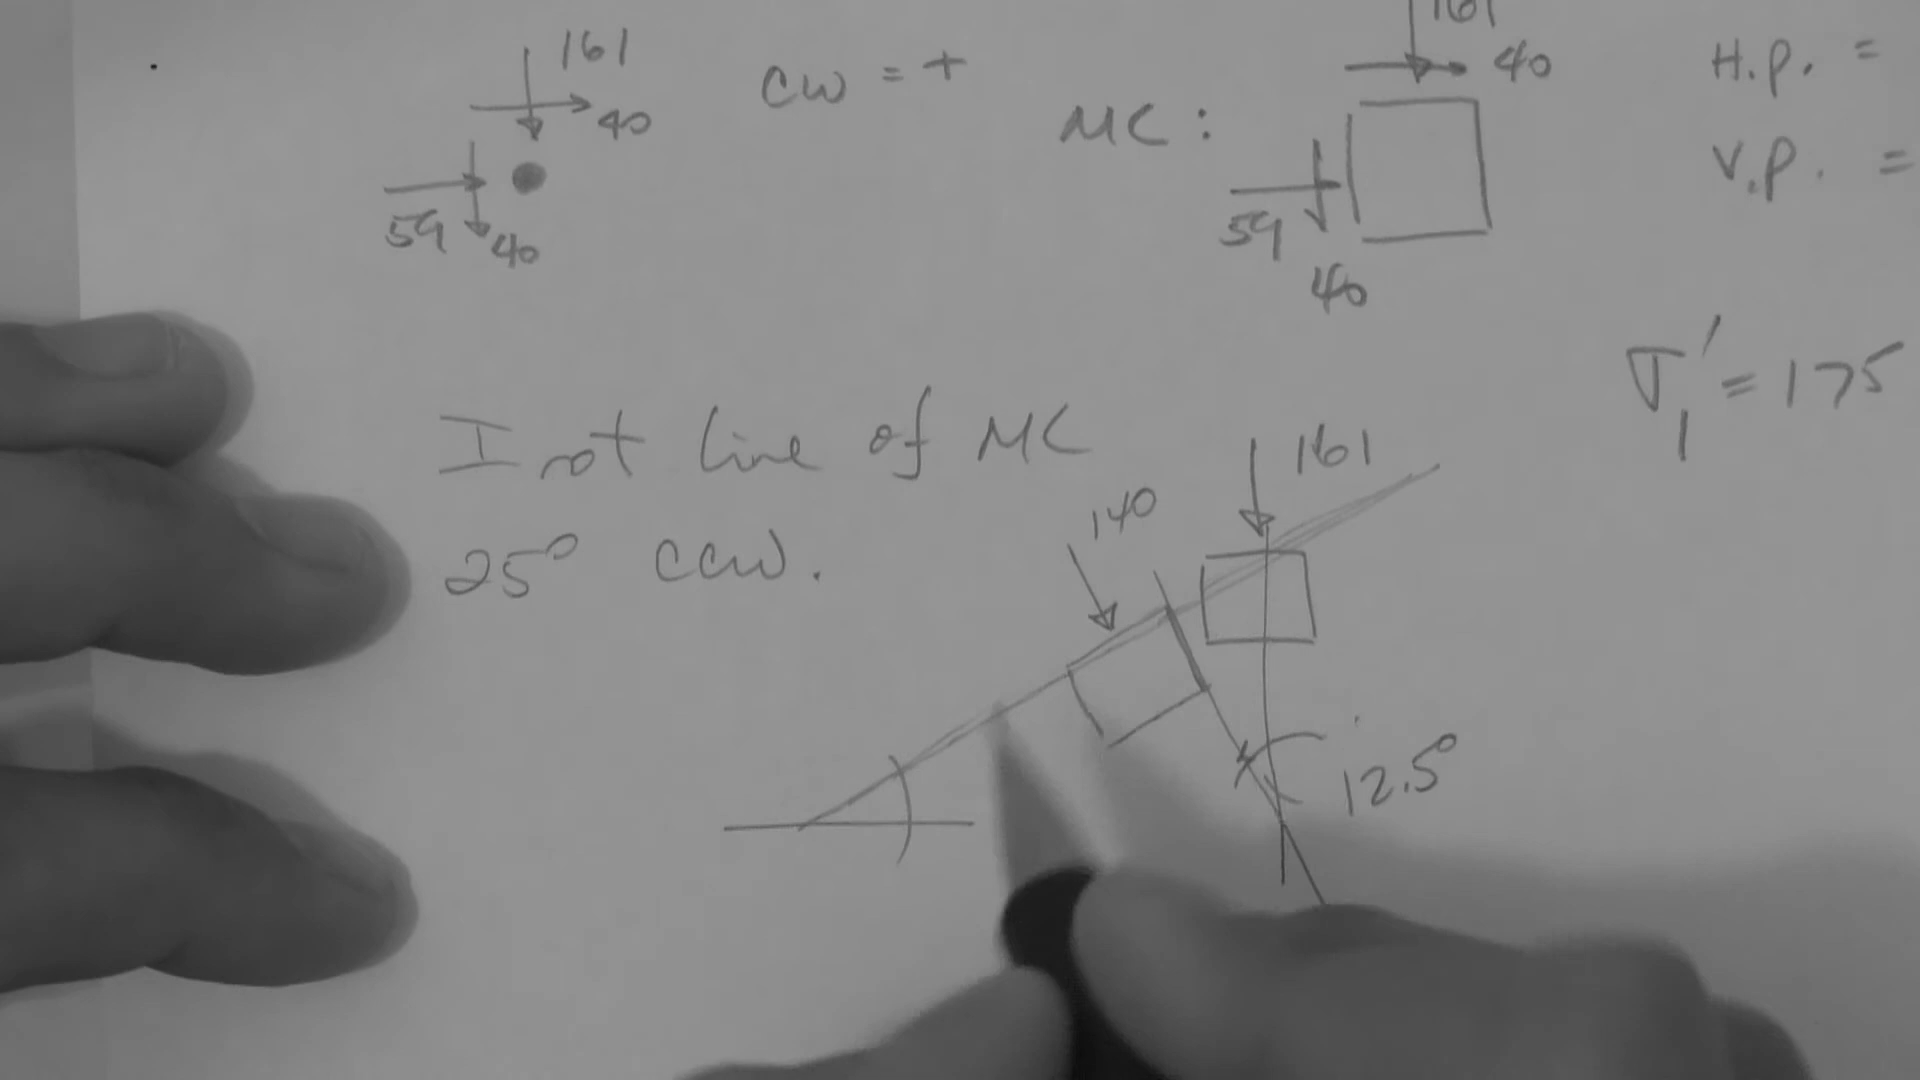 161
40
59
40
CW = +
MC:
161
40
59
40
H.p. =
V.p. =
σ₁' = 175
I rot line of MC
25° CCW.
140
161
12.5°